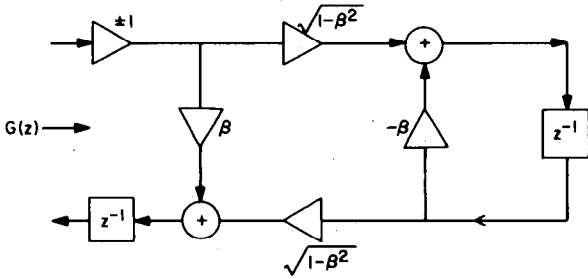 ±1
√1-β²
+
G(z)
β
-β
z⁻¹
z⁻¹
+
√1-β²